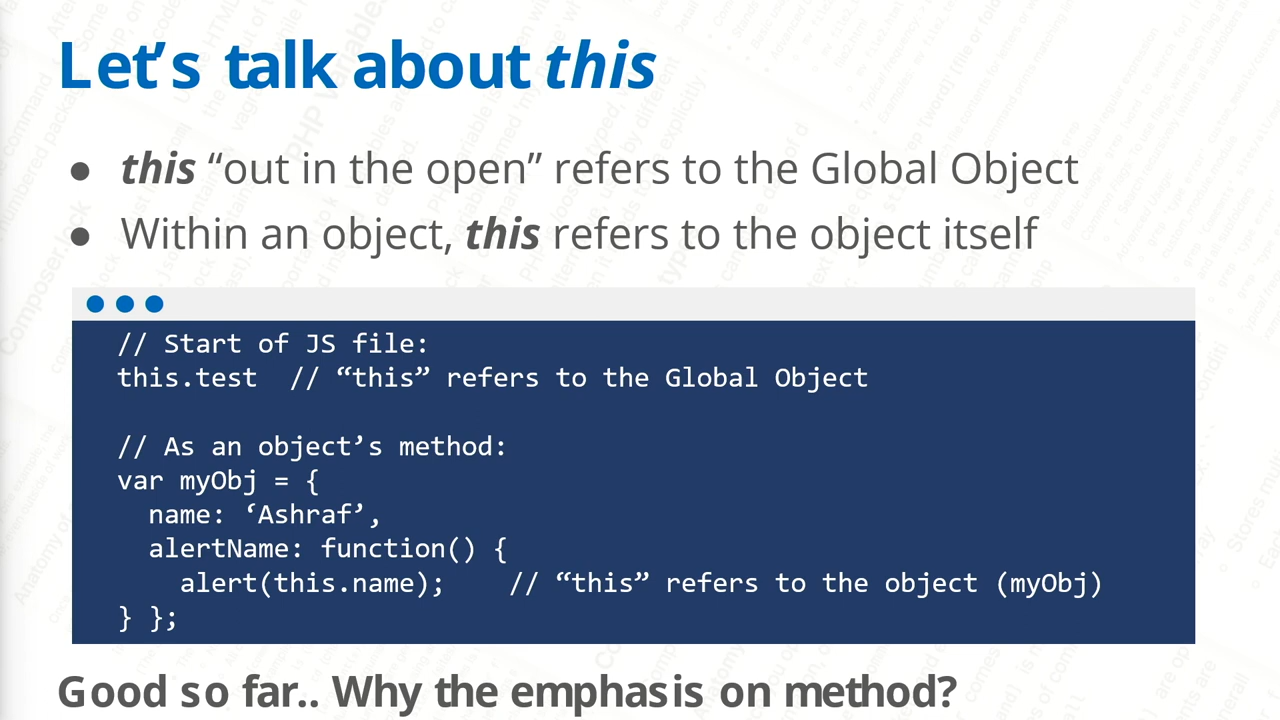 Let’s talk about this
● this “out in the open” refers to the Global Object
● Within an object, this refers to the object itself
// Start of JS file:
this.test // “this” refers to the Global Object
// As an object’s method:
var myObj = {
name: ‘Ashraf’,
alertName: function() {
alert(this.name); // “this” refers to the object (myObj)
} };
Good so far.. Why the emphasis on method?